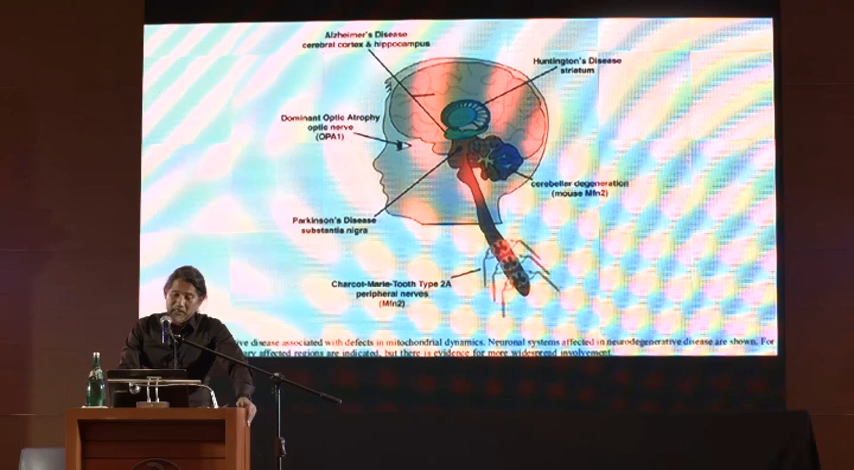 Alzheimer's Disease
cerebral cortex & hippocampus
Huntington's Disease
striatum
Dominant Optic Atrophy
optic nerve
(OPA1)
cerebellar degeneration
(mouse Mfn2)
Parkinson's Disease
substantia nigra
Charcot-Marie-Tooth Type 2A
peripheral nerves
(Mfn2)
ive disease associated with defects in mitochondrial dynamics. Neuronal systems affected in neurodegenerative disease are shown. For
ary affected regions are indicated, but there is evidence for more widespread involvement.